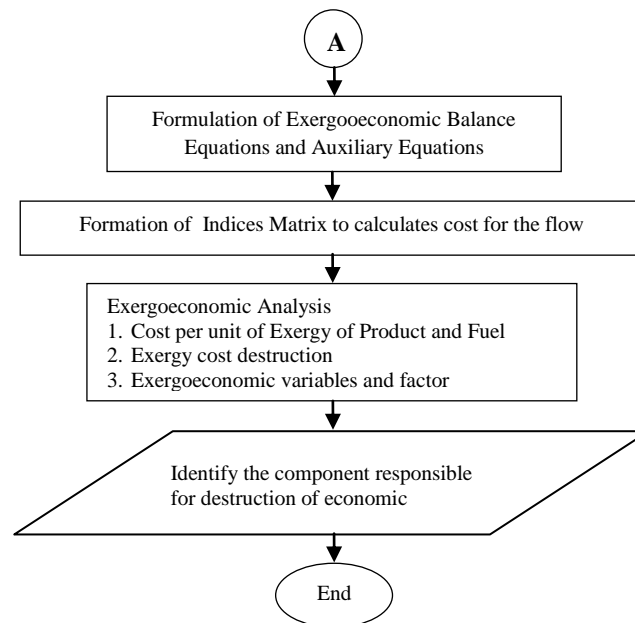 A
Formulation of Exergooeconomic Balance
Equations and Auxiliary Equations
Formation of Indices Matrix to calculates cost for the flow
Exergoeconomic Analysis
1. Cost per unit of Exergy of Product and Fuel
2. Exergy cost destruction
3. Exergoeconomic variables and factor
Identify the component responsible
for destruction of economic
End